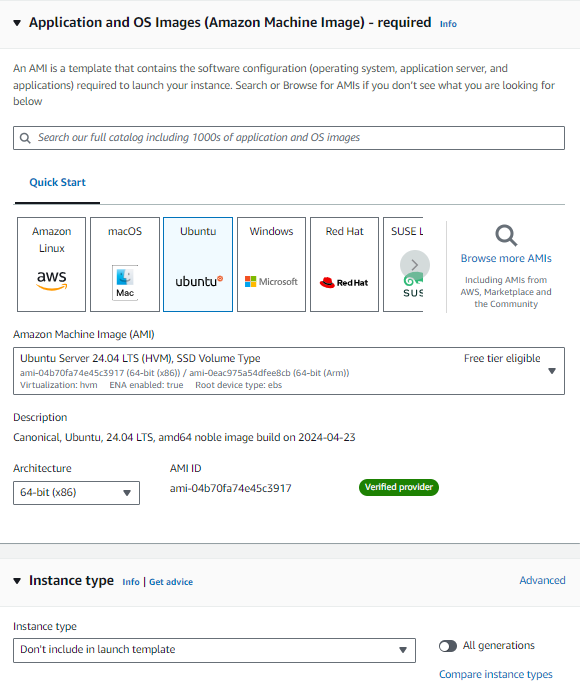 Application and OS Images (Amazon Machine Image) - required Info
An AMI is a template that contains the software configuration (operating system, application server, and
applications) required to launch your instance. Search or Browse for AMIs if you don't see what you are looking for
below
Search our full catalog including 1000s of application and OS images
Quick Start
Amazon
Linux
aws
macOS
Mac
Ubuntu
ubuntu
Windows
Microsoft
Red Hat
Red Hat
SUSE L
SUS
Browse more AMIs
Including AMIs from
AWS, Marketplace and
the Community
Amazon Machine Image (AMI)
Ubuntu Server 24.04 LTS (HVM), SSD Volume Type Free tier eligible
ami-04b70fa74e45c3917 (64-bit (x86)) / ami-0eac975a54dfee8cb (64-bit (Arm))
Virtualization: hvm ENA enabled: true Root device type: ebs
Description
Canonical, Ubuntu, 24.04 LTS, amd64 noble image build on 2024-04-23
Architecture AMI ID
64-bit (x86) ami-04b70fa74e45c3917 Verified provider
Instance type Info | Get advice Advanced
Instance type
Don't include in launch template All generations
Compare instance types